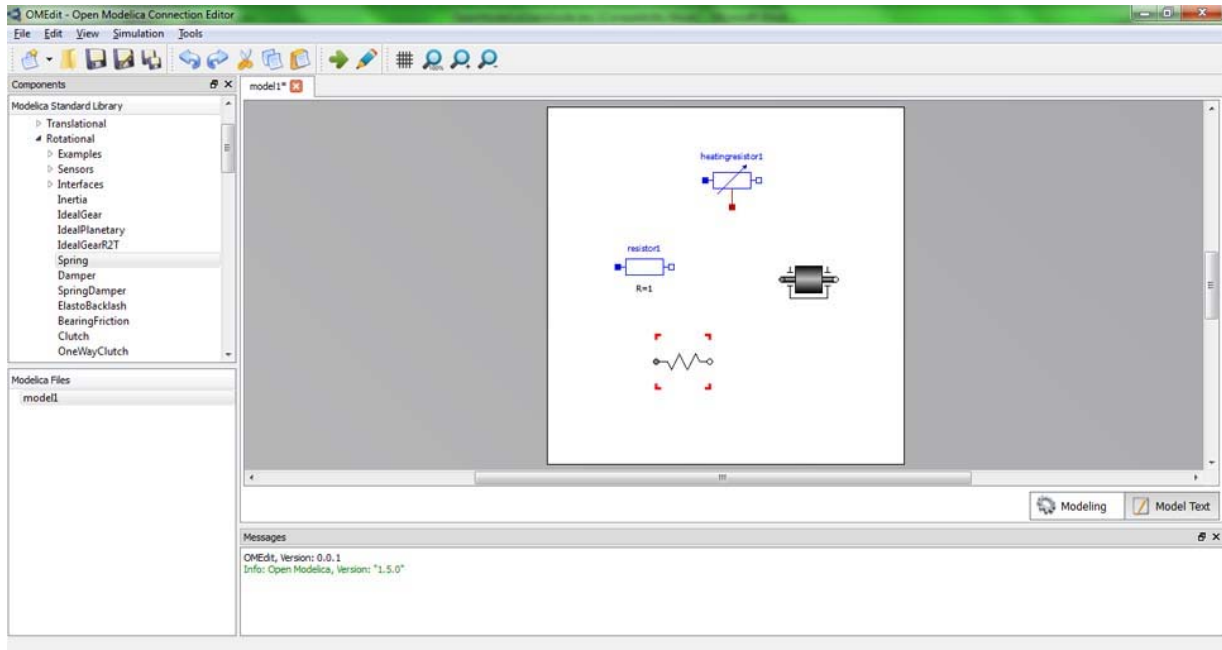 OMEdit - Open Modelica Connection Editor
File Edit View Simulation Tools
Components
model1*
Modelica Standard Library
Translational
Rotational
Examples
Sensors
Interfaces
Inertia
IdealGear
IdealPlanetary
IdealGearR2T
Spring
Damper
SpringDamper
ElastoBacklash
BearingFriction
Clutch
OneWayClutch
Modelica Files
model1
heatingresistor1
resistor1
R=1
Modeling
Model Text
Messages
OMEdit, Version: 0.0.1
Info: Open Modelica, Version: "1.5.0"